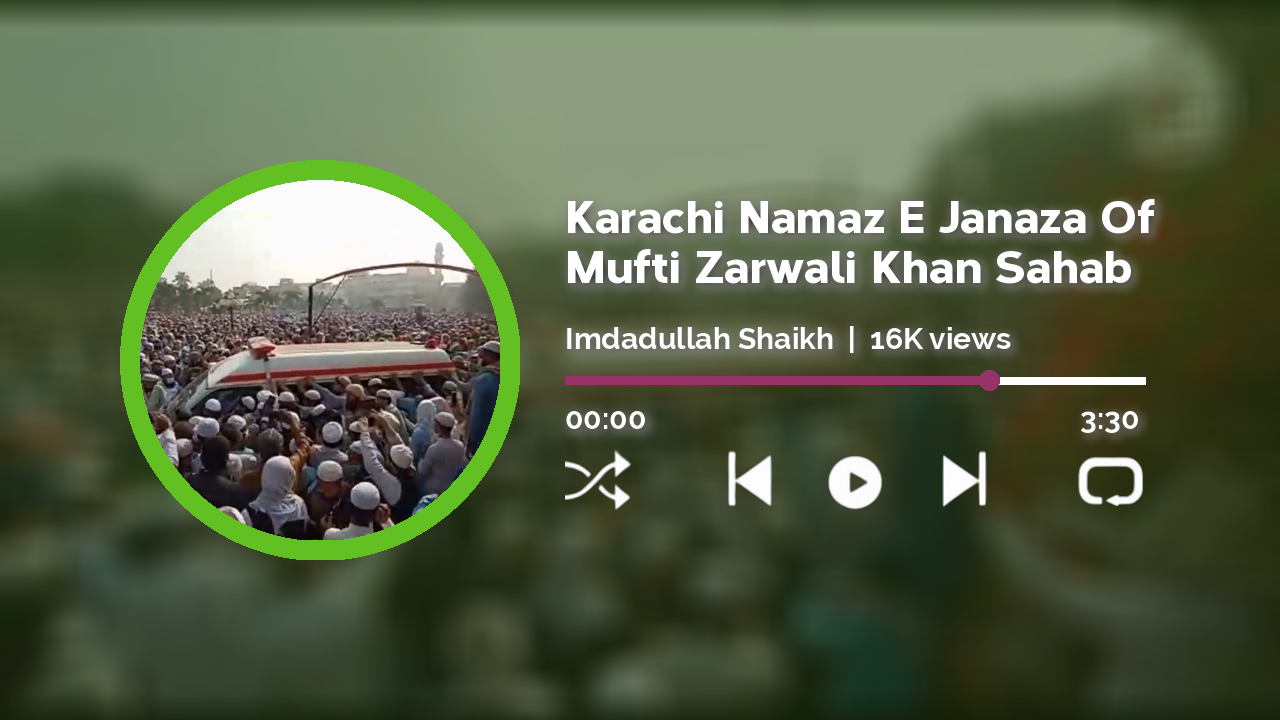 Karachi Namaz E Janaza Of
Mufti Zarwali Khan Sahab
Imdadullah Shaikh | 16K views
00:00 3:30